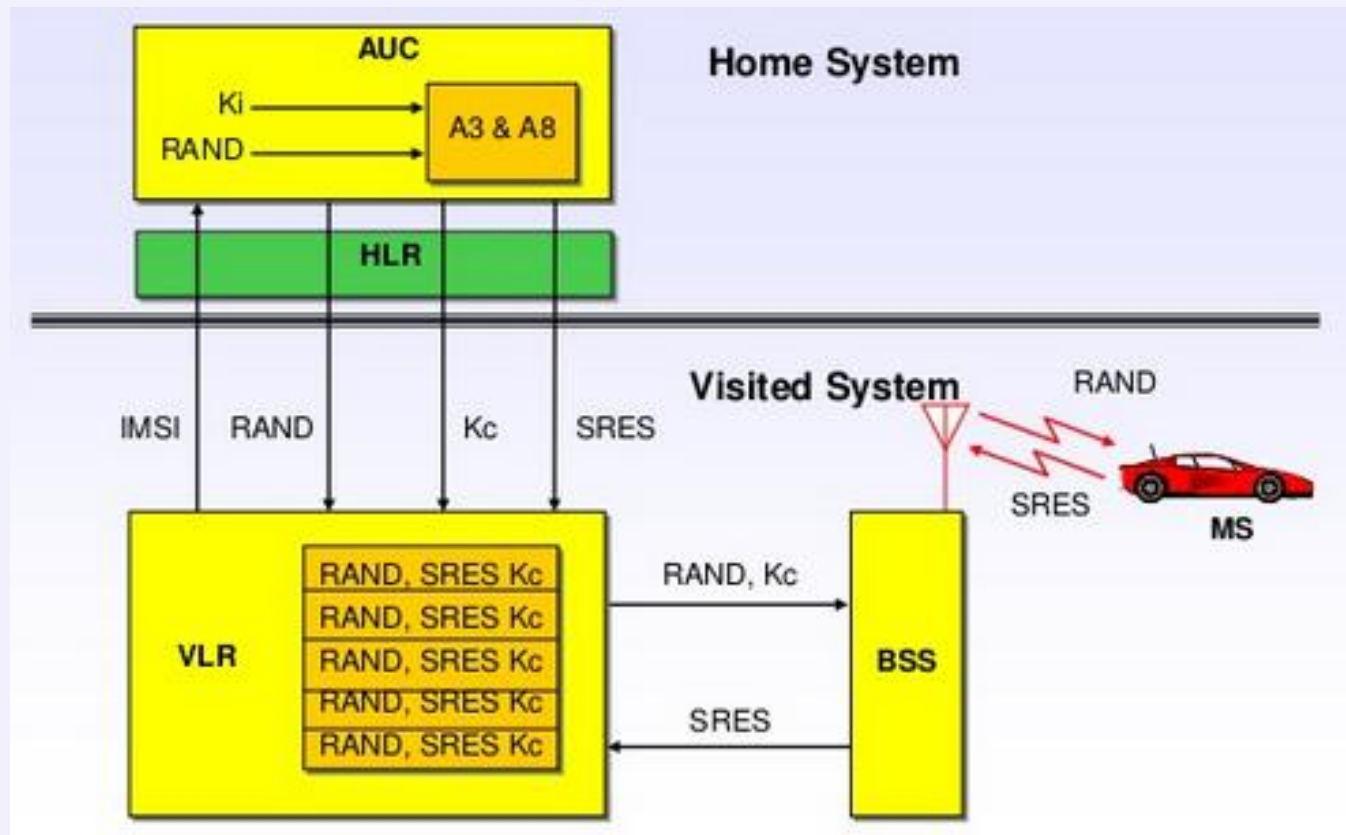 AUC
Home System
Ki
A3 & A8
RAND
HLR
Visited System
RAND
IMSI
RAND
Kc
SRES
SRES
MS
VLR
RAND, SRES Kc
RAND, SRES Kc
RAND, SRES Kc
RAND, SRES Kc
RAND, SRES Kc
RAND, Kc
BSS
SRES